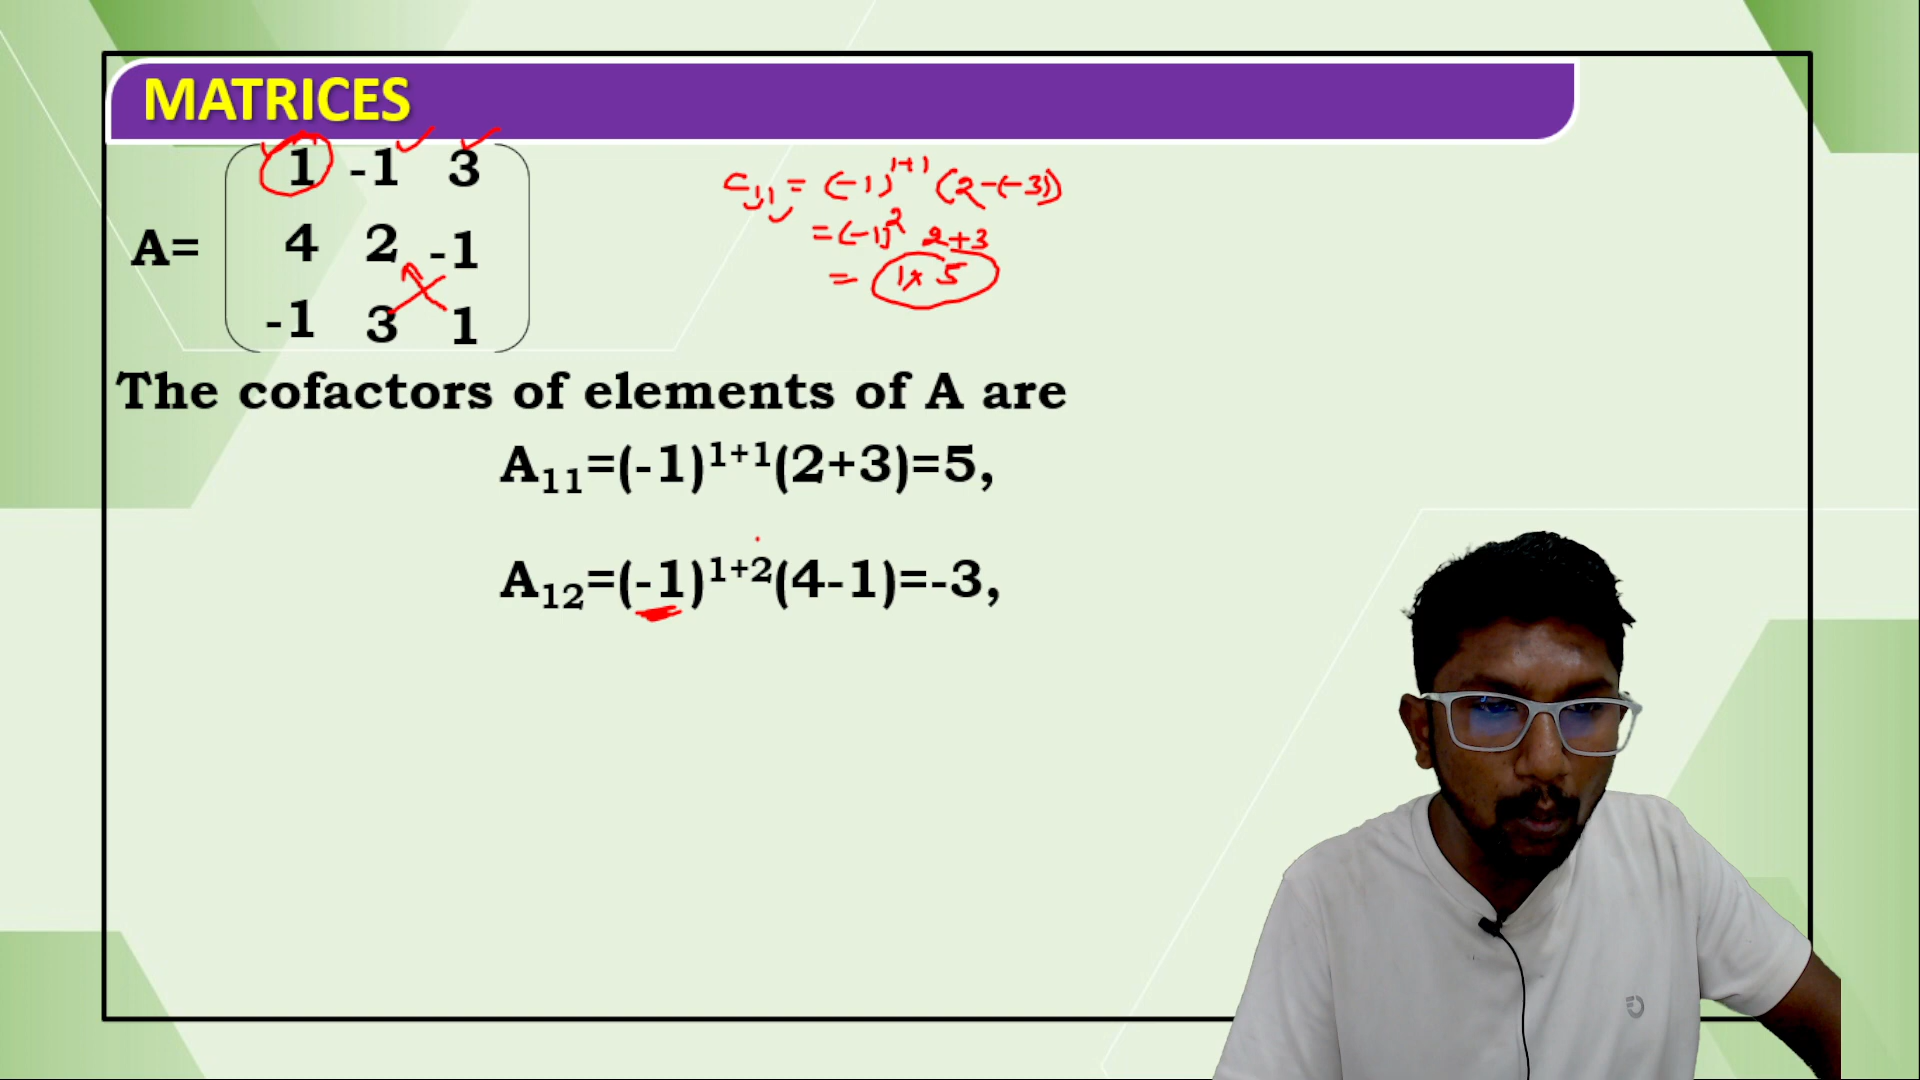 MATRICES
1 -1 3
A= 4 2 -1
-1 3 1
C₁₁ = (-1)¹⁺¹ (2-(-3))
= (-1)² 2+3
= 1x 5
The cofactors of elements of A are
A₁₁=(-1)¹⁺¹(2+3)=5,
A₁₂=(-1)¹⁺²(4-1)=-3,